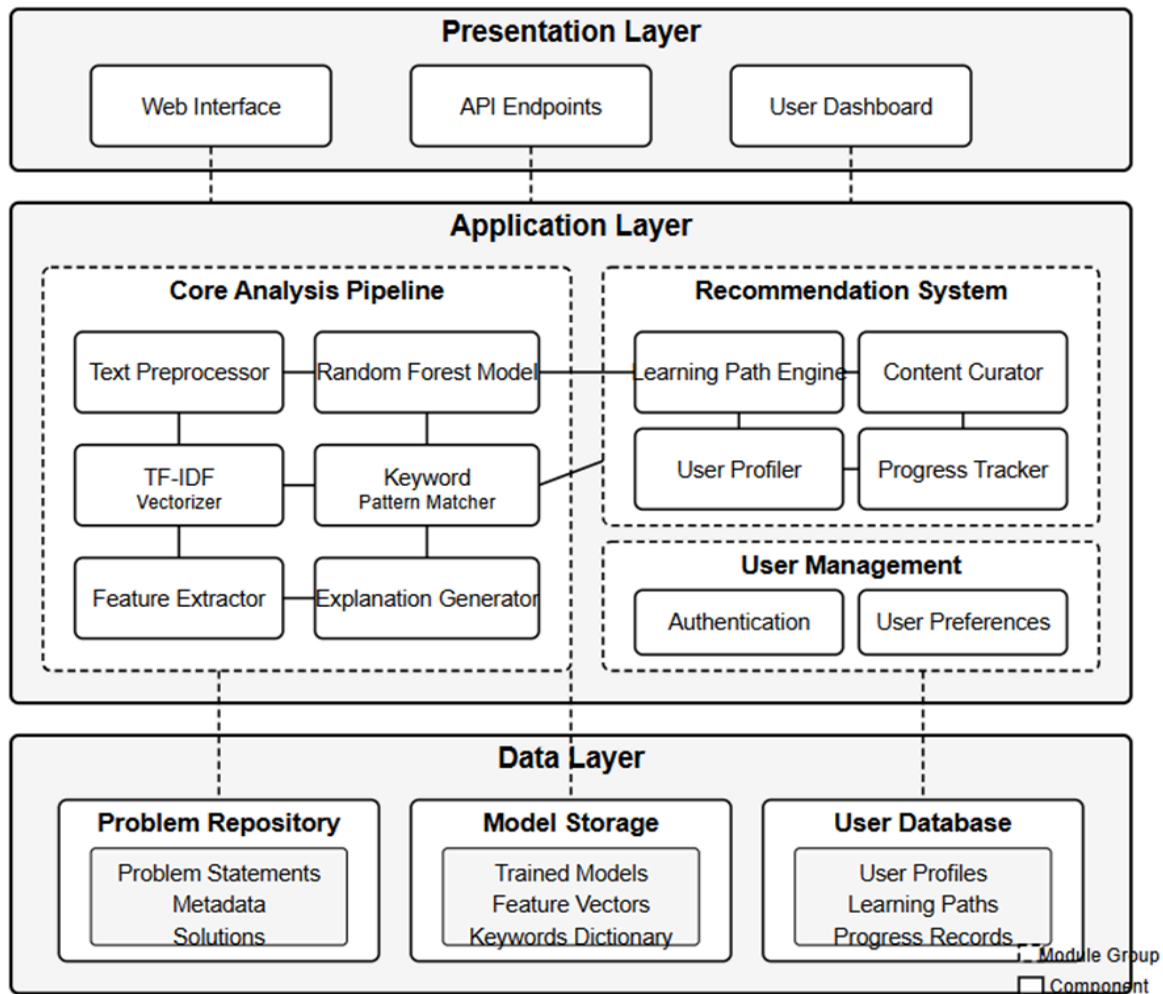 Presentation Layer
Web Interface
API Endpoints
User Dashboard
Application Layer
Core Analysis Pipeline
Text Preprocessor
Random Forest Model
TF-IDF
Vectorizer
Keyword
Pattern Matcher
Feature Extractor
Explanation Generator
Recommendation System
Learning Path Engine
Content Curator
User Profiler
Progress Tracker
User Management
Authentication
User Preferences
Data Layer
Problem Repository
Problem Statements
Metadata
Solutions
Model Storage
Trained Models
Feature Vectors
Keywords Dictionary
User Database
User Profiles
Learning Paths
Progress Records
Module Group
Component